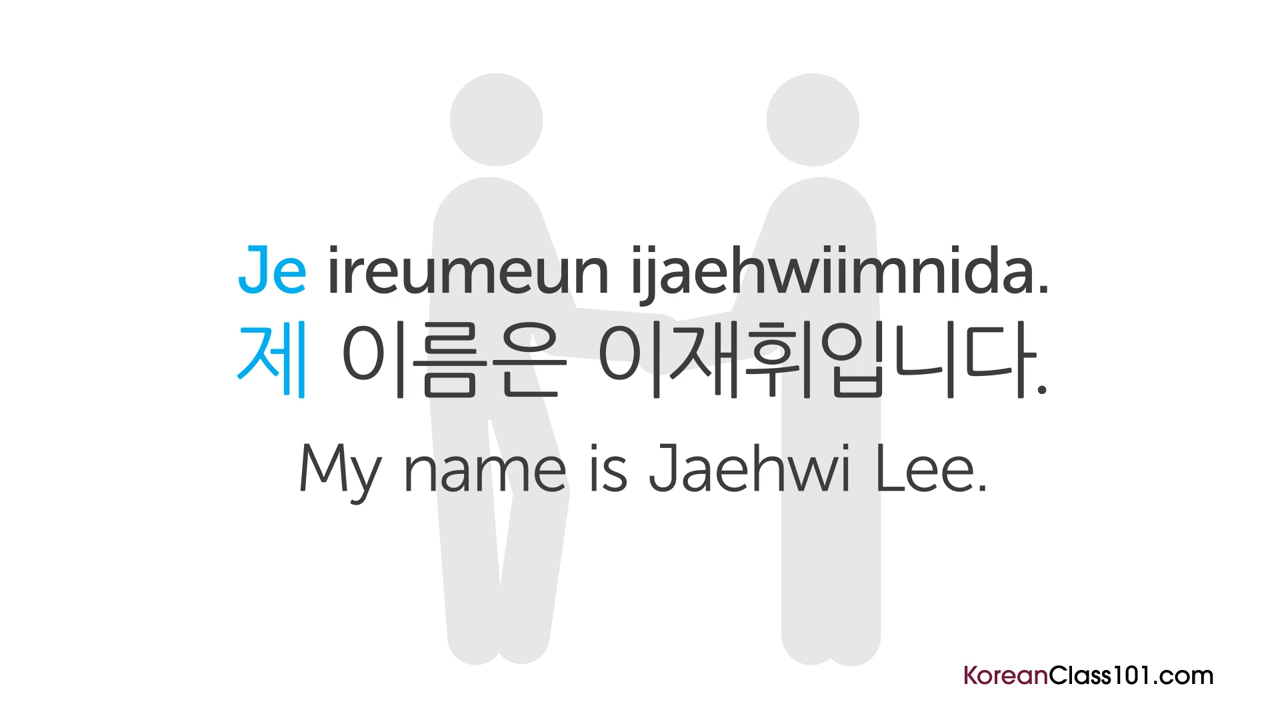 Je ireumeun ijaehwiimnida.
제 이름은 이재휘입니다.
My name is Jaehwi Lee.
KoreanClass101.com